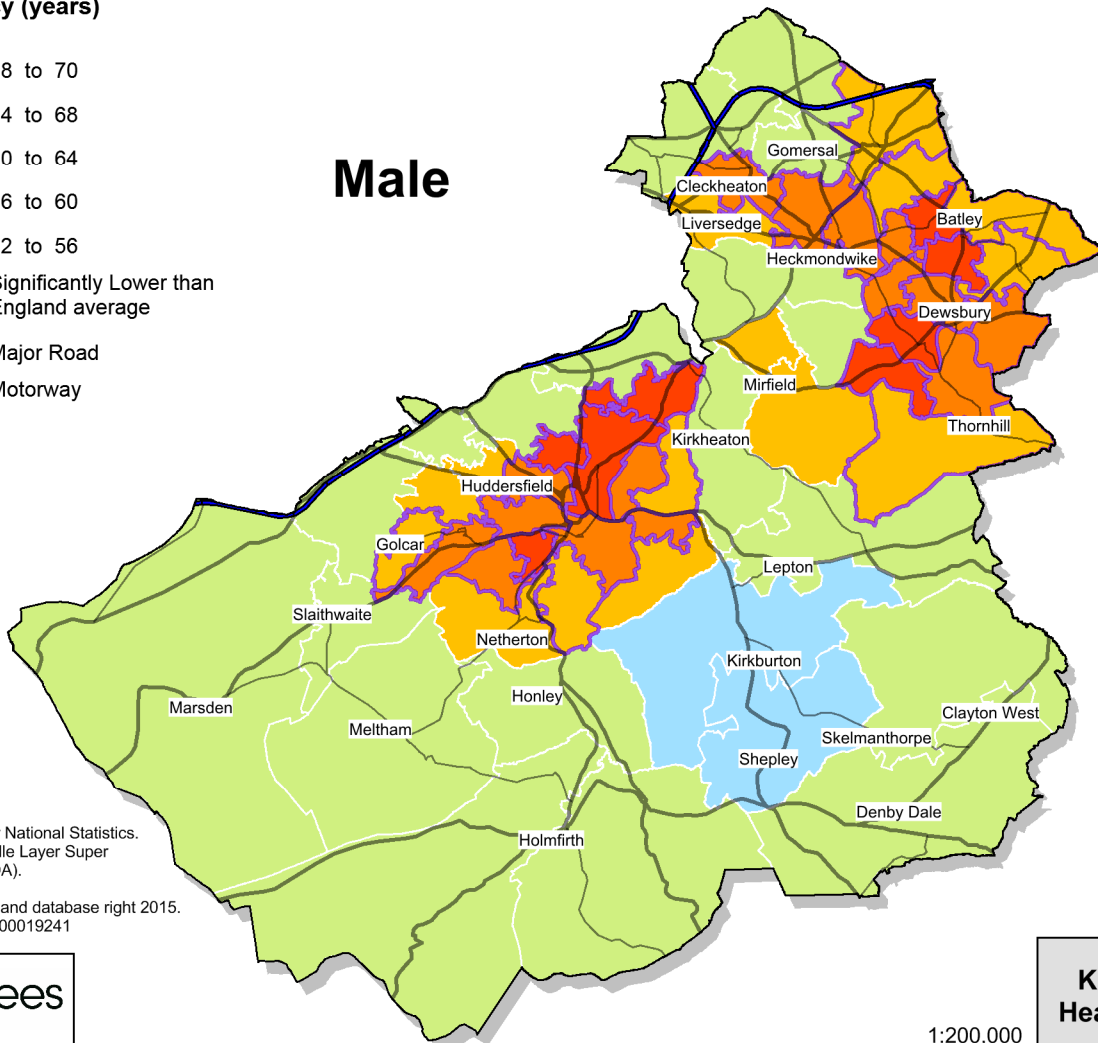 y (years)
8 to 70
4 to 68
0 to 64
6 to 60
2 to 56
Significantly Lower than
England average
Major Road
Motorway
Male
Gomersal
Cleckheaton
Liversedge
Batley
Heckmondwike
Dewsbury
Mirfield
Thornhill
Kirkheaton
Huddersfield
Golcar
Lepton
Slaithwaite
Netherton
Kirkburton
Honley
Marsden
Meltham
Clayton West
Skelmanthorpe
Shepley
Denby Dale
Holmfirth
r National Statistics.
dle Layer Super
OA).
and database right 2015.
00019241
ees
K
Hea
1:200,000